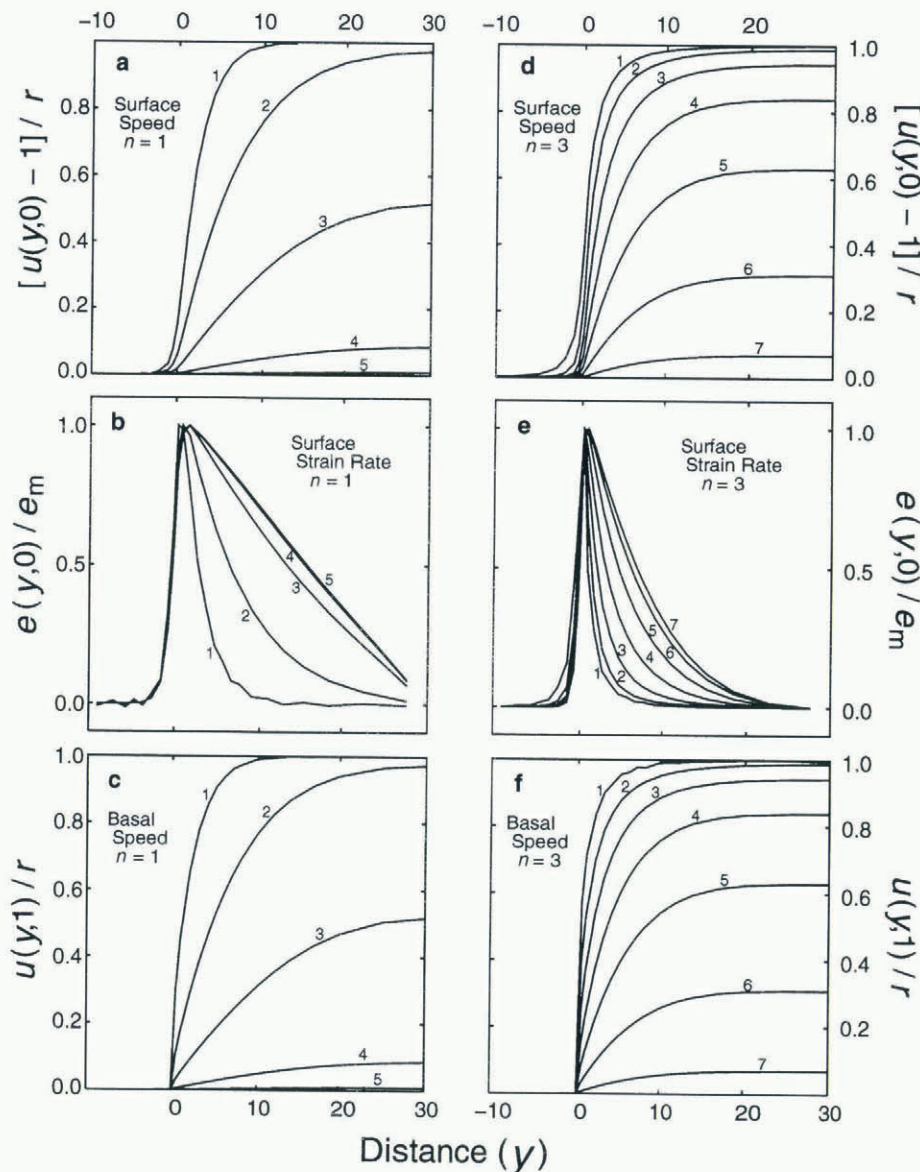 -10 0 10 20 30
a
Surface
Speed
n = 1
1
2
3
4
5
0.8
0.6
0.4
0.2
0.0
[u(y,0) − 1] / r
-10 0 20
d
Surface
Speed
n = 3
1
2
3
4
5
6
7
1.0
0.8
0.6
0.4
0.2
0.0
[u(y,0) − 1] / r
b
Surface
Strain Rate
n = 1
1
2
3
4
5
1.0
0.5
0.0
e(y,0)/em
e
Surface
Strain Rate
n = 3
1
2
3
4
5
6
7
1.0
0.5
0.0
e(y,0)/em
c
Basal
Speed
n = 1
1
2
3
4
5
1.0
0.8
0.6
0.4
0.2
0.0
u(y,1)/r
0 10 20 30
f
Basal
Speed
n = 3
1
2
3
4
5
6
7
1.0
0.8
0.6
0.4
0.2
u(y,1)/r
-10 0 10 20 30
Distance (y)